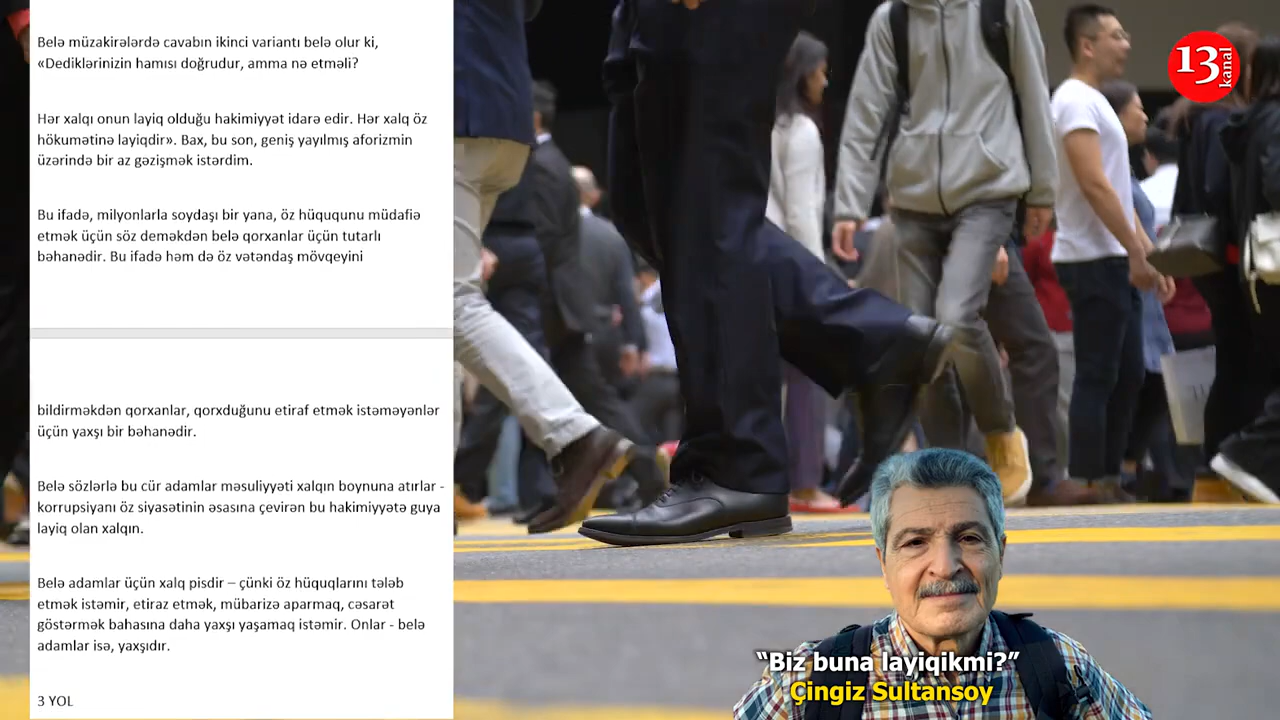 Belə müzakirələrdə cavabın ikinci variantı belə olur ki,
«Dediklərinizin hamısı doğrudur, amma nə etməli?
Hər xalqı onun layiq olduğu hakimiyyət idarə edir. Hər xalq öz
hökumətinə layiqdir». Bax, bu son, geniş yayılmış aforizmin
üzərində bir az gəzişmək istərdim.
Bu ifadə, milyonlarla soydaşı bir yana, öz hüququnu müdafiə
etmək üçün söz deməkdən belə qorxanlar üçün tutarlı
bəhanədir. Bu ifadə həm də öz vətəndaş mövqeyini
bildirməkdən qorxanlar, qorxduğunu etiraf etmək istəməyənlər
üçün yaxşı bir bəhanədir.
Belə sözlərlə bu cür adamlar məsuliyyəti xalqın boynuna atırlar -
korrupsiyanı öz siyasətinin əsasına çevirən bu hakimiyyətə guya
layiq olan xalqın.
Belə adamlar üçün xalq pisdir – çünki öz hüquqlarını tələb
etmək istəmir, etiraz etmək, mübarizə aparmaq, cəsarət
göstərmək bahasına daha yaxşı yaşamaq istəmir. Onlar - belə
adamlar isə, yaxşıdır.
3 YOL
13 kanal
“Biz buna layiqikmi?”
Çingiz Sultansoy